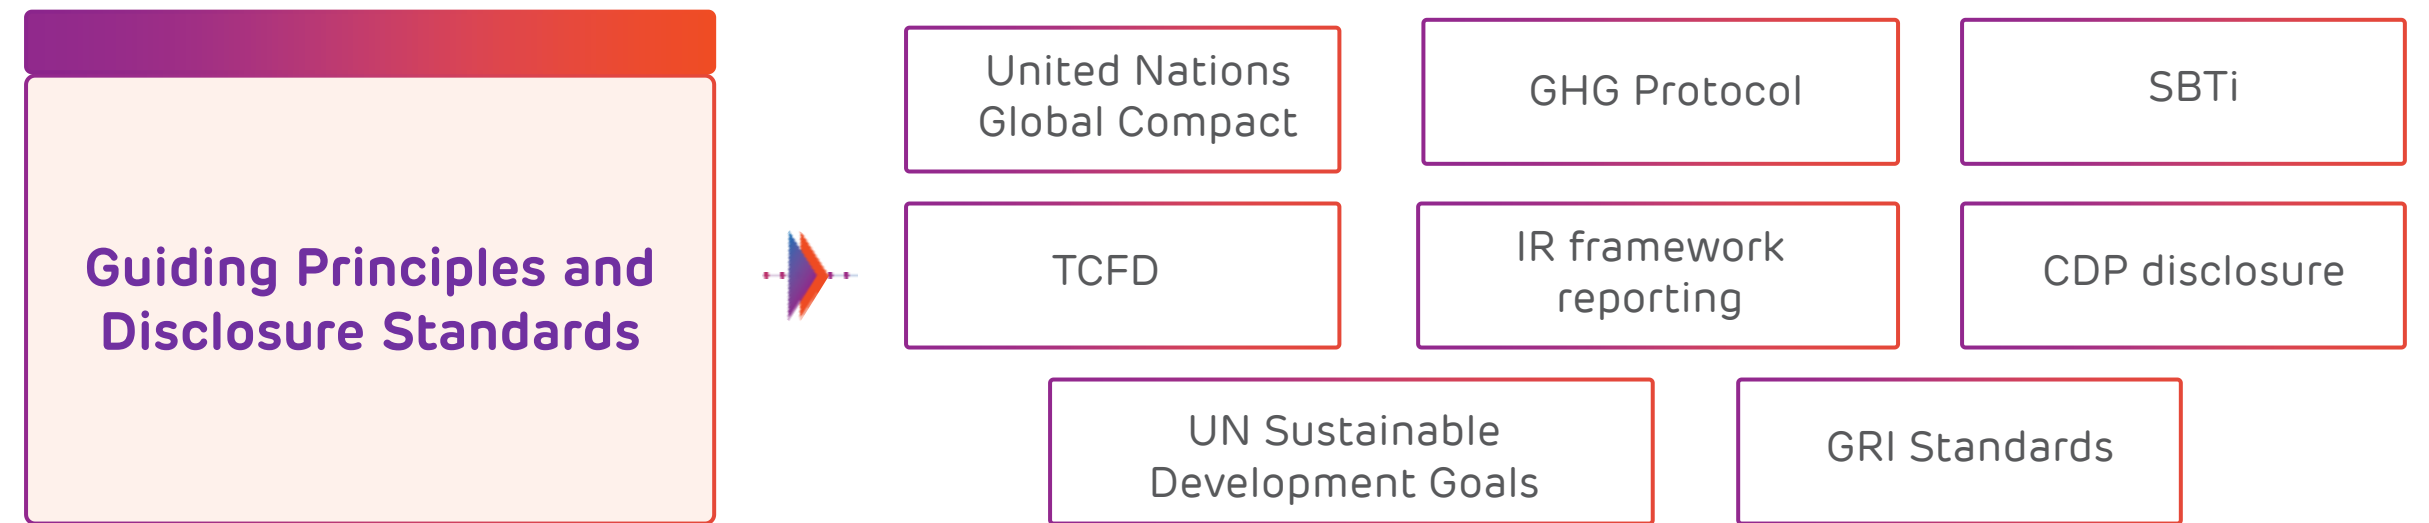 Guiding Principles and
Disclosure Standards
United Nations
Global Compact
GHG Protocol
SBTi
TCFD
IR framework
reporting
CDP disclosure
UN Sustainable
Development Goals
GRI Standards